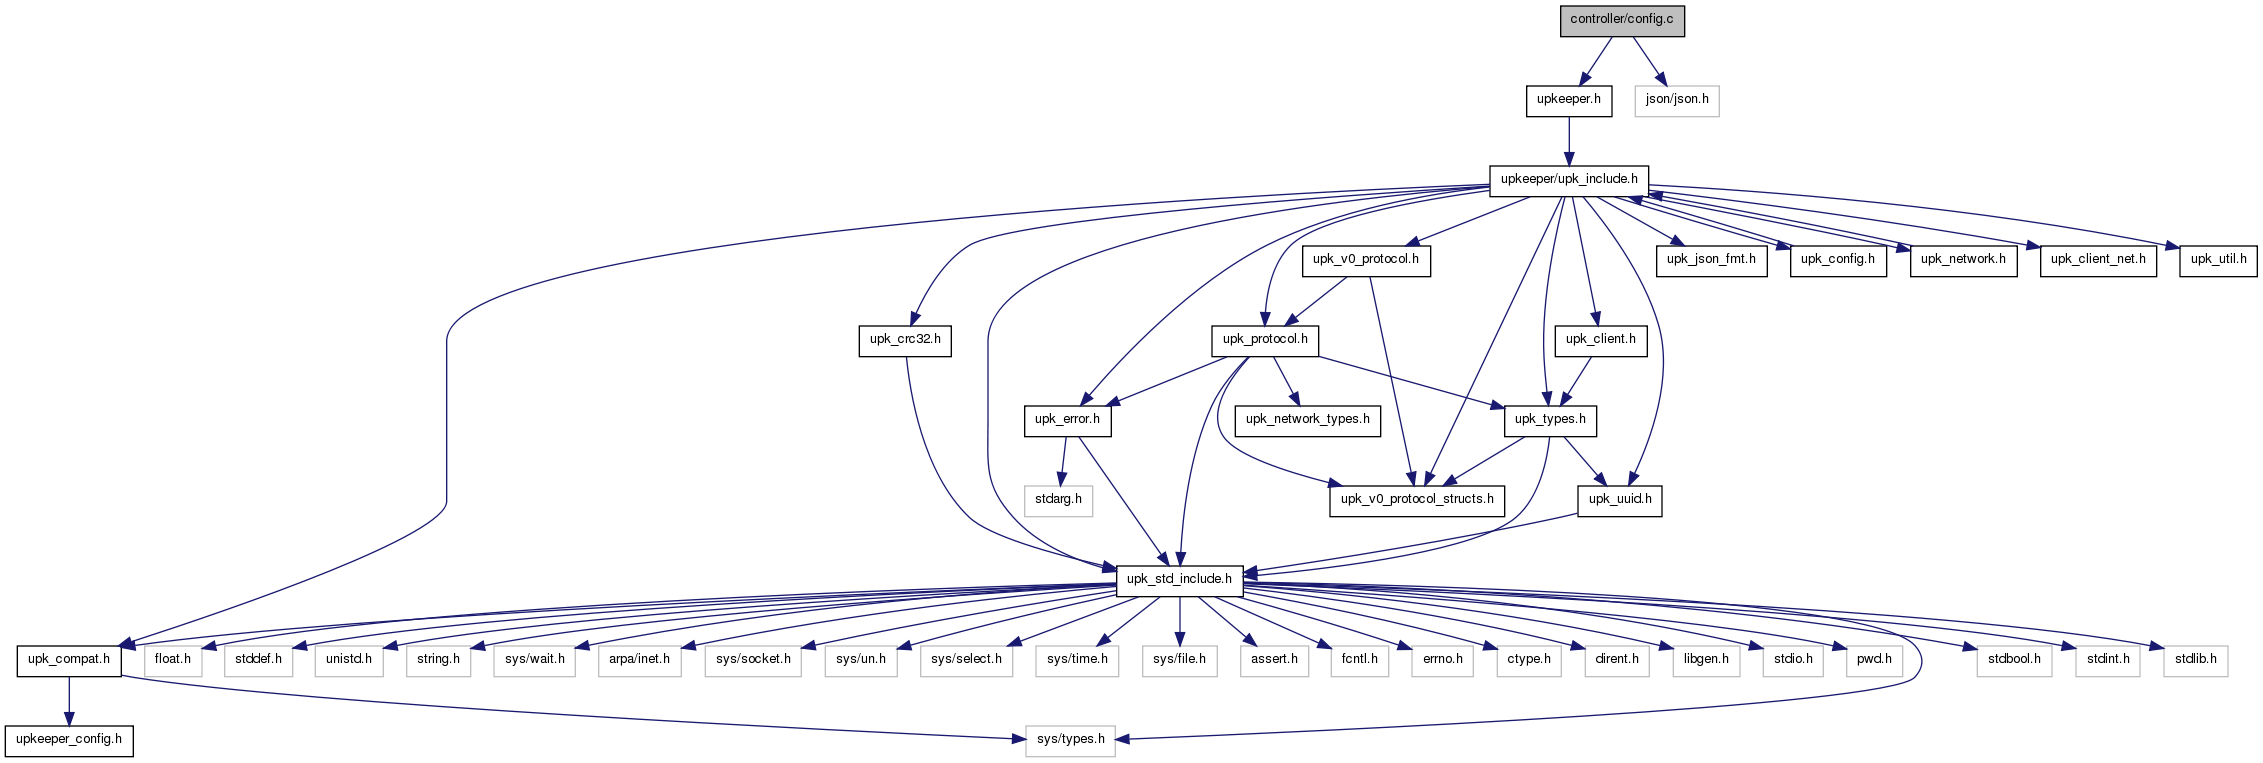 controller/config.c
upkeeper.h
json/json.h
upkeeper/upk_include.h
upk_v0_protocol.h
upk_json_fmt.h
upk_config.h
upk_network.h
upk_client_net.h
upk_util.h
upk_crc32.h
upk_protocol.h
upk_client.h
upk_error.h
upk_network_types.h
upk_types.h
stdarg.h
upk_v0_protocol_structs.h
upk_uuid.h
upk_std_include.h
upk_compat.h
float.h
stddef.h
unistd.h
string.h
sys/wait.h
arpa/inet.h
sys/socket.h
sys/un.h
sys/select.h
sys/time.h
sys/file.h
assert.h
fcntl.h
errno.h
ctype.h
dirent.h
libgen.h
stdio.h
pwd.h
stdbool.h
stdint.h
stdlib.h
upkeeper_config.h
sys/types.h